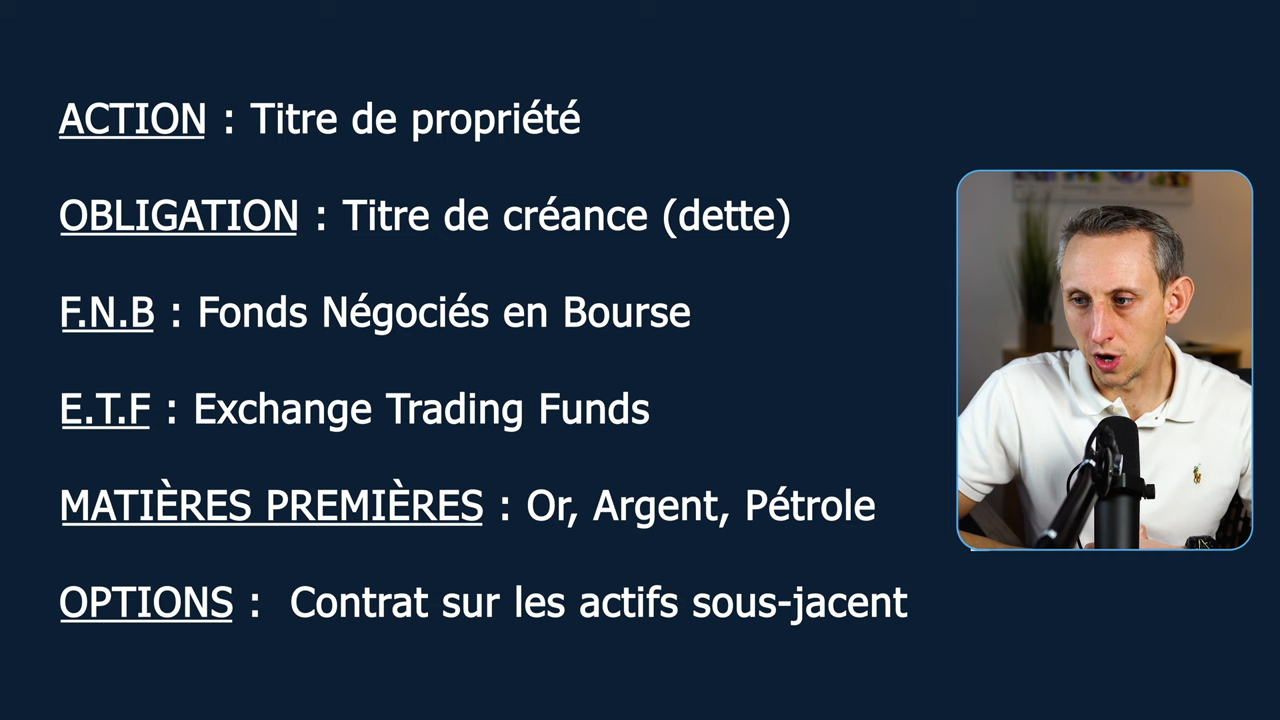 ACTION : Titre de propriété
OBLIGATION : Titre de créance (dette)
F.N.B : Fonds Négociés en Bourse
E.T.F : Exchange Trading Funds
MATIÈRES PREMIÈRES : Or, Argent, Pétrole
OPTIONS : Contrat sur les actifs sous-jacent